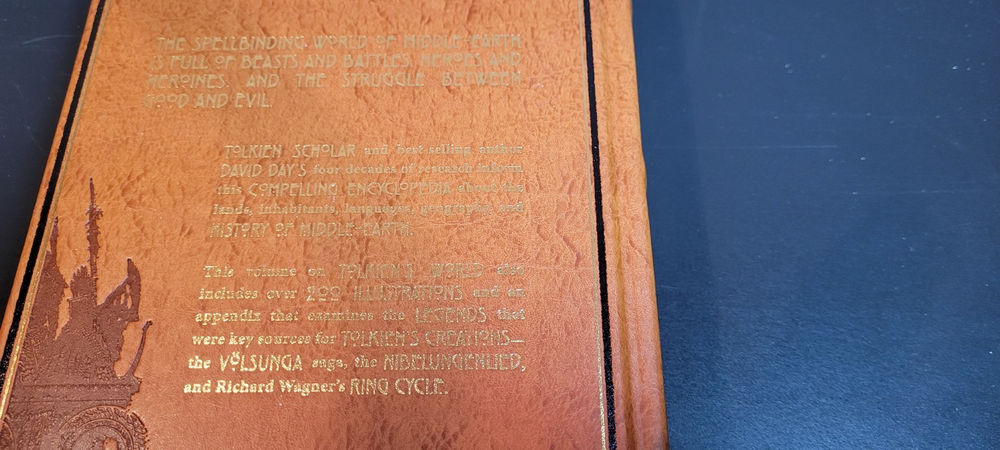 THE SPELLBINDING WORLD OF MIDDLE-EARTH
IS FULL OF BEASTS AND BATTLES, HEROES AND
HEROINES, AND THE STRUGGLE BETWEEN
GOOD AND EVIL.
TOLKIEN SCHOLAR and best-selling author
DAVID DAY'S four decades of research inform
this COMPELLING ENCYCLOPEDIA about the
lands, inhabitants, languages, geography, and
HISTORY OF MIDDLE-EARTH.
This volume on TOLKIEN'S WORLD also
includes over 200 ILLUSTRATIONS and an
appendix that examines the LEGENDS that
were key sources for TOLKIEN'S CREATIONS—
the VÖLSUNGA saga, the NIBELUNGENLIED,
and Richard Wagner's RING CYCLE.